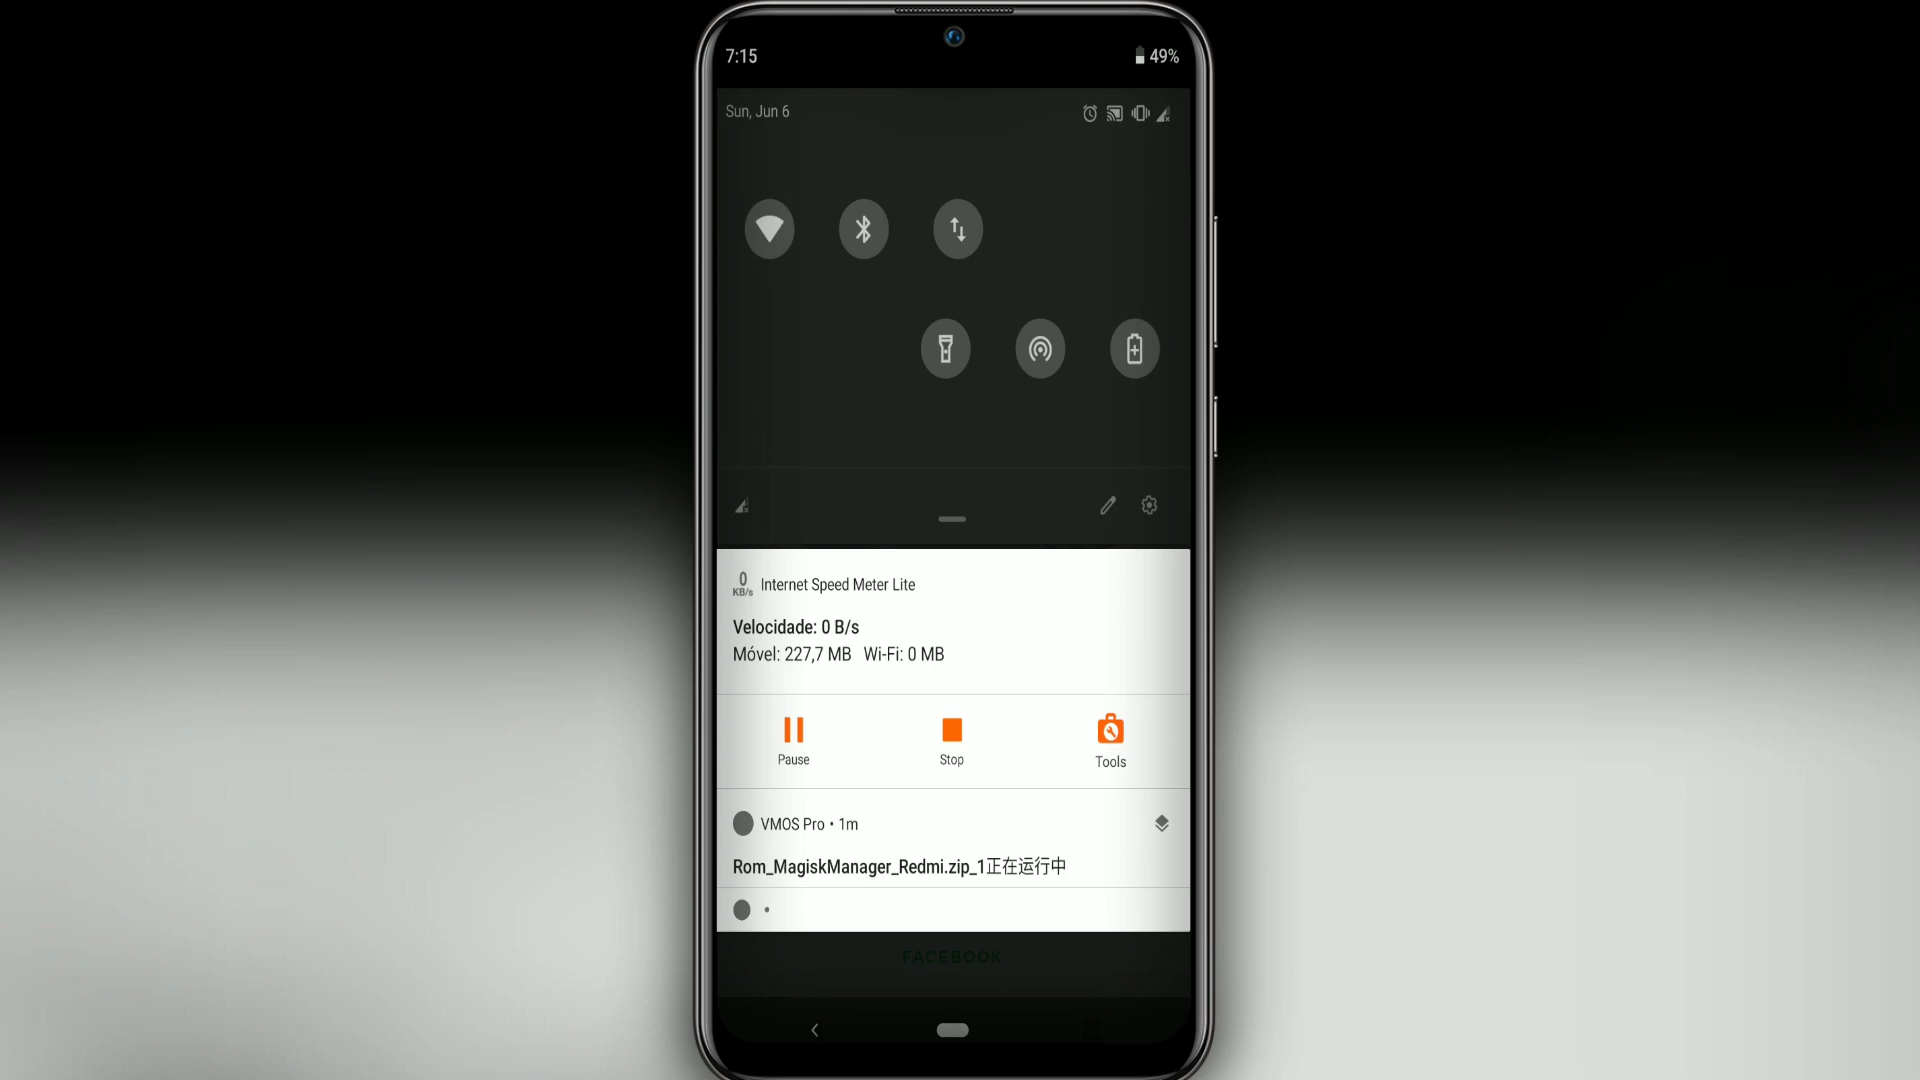 7:15
49%
Sun, Jun 6
0
KB/s
Internet Speed Meter Lite
Velocidade: 0 B/s
Móvel: 227,7 MB Wi-Fi: 0 MB
Pause
Stop
Tools
VMOS Pro • 1m
Rom_MagiskManager_Redmi.zip_1正在运行中
FACEBOOK